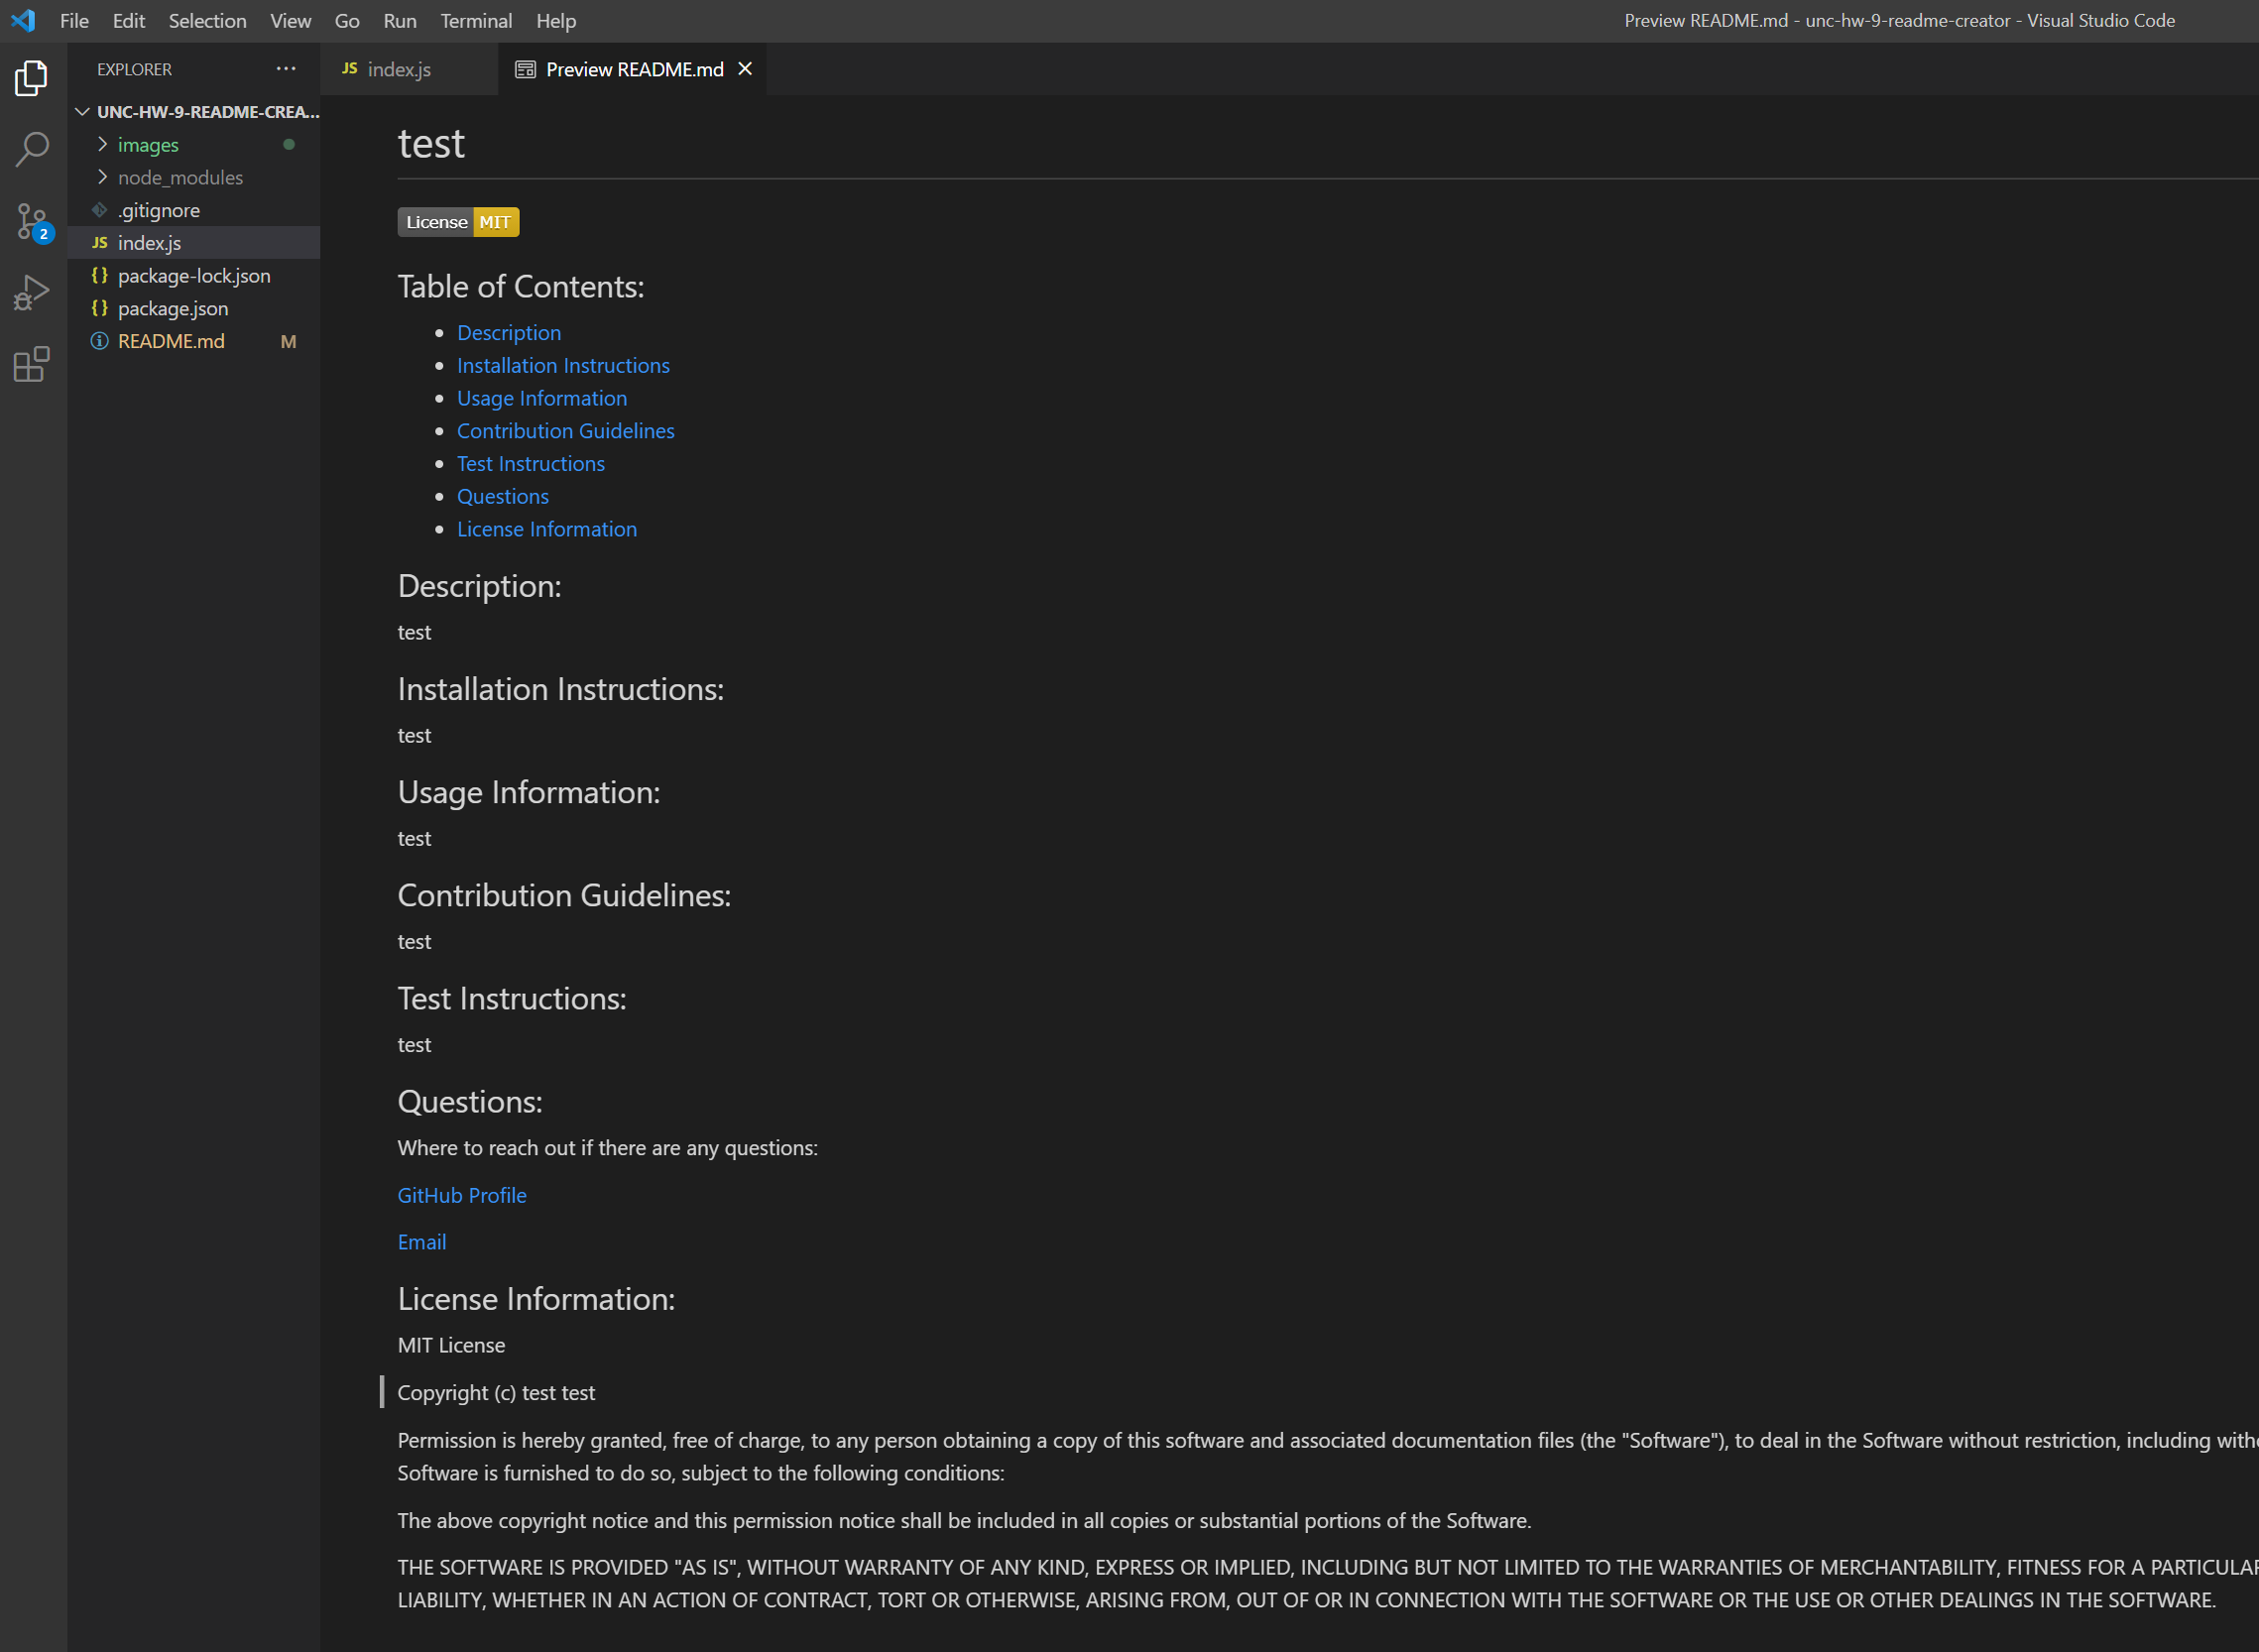 File Edit Selection View Go Run Terminal Help
Preview README.md - unc-hw-9-readme-creator - Visual Studio Code
EXPLORER ...
JS index.js
Preview README.md
UNC-HW-9-README-CREA...
images
node_modules
.gitignore
JS index.js
{} package-lock.json
{} package.json
README.md M
2
test
License MIT
Table of Contents:
• Description
• Installation Instructions
• Usage Information
• Contribution Guidelines
• Test Instructions
• Questions
• License Information
Description:
test
Installation Instructions:
test
Usage Information:
test
Contribution Guidelines:
test
Test Instructions:
test
Questions:
Where to reach out if there are any questions:
GitHub Profile
Email
License Information:
MIT License
Copyright (c) test test
Permission is hereby granted, free of charge, to any person obtaining a copy of this software and associated documentation files (the "Software"), to deal in the Software without restriction, including
Software is furnished to do so, subject to the following conditions:
The above copyright notice and this permission notice shall be included in all copies or substantial portions of the Software.
THE SOFTWARE IS PROVIDED "AS IS", WITHOUT WARRANTY OF ANY KIND, EXPRESS OR IMPLIED, INCLUDING BUT NOT LIMITED TO THE WARRANTIES OF MERCHANTABILITY, FITNESS FOR A PARTICULAR
LIABILITY, WHETHER IN AN ACTION OF CONTRACT, TORT OR OTHERWISE, ARISING FROM, OUT OF OR IN CONNECTION WITH THE SOFTWARE OR THE USE OR OTHER DEALINGS IN THE SOFTWARE.